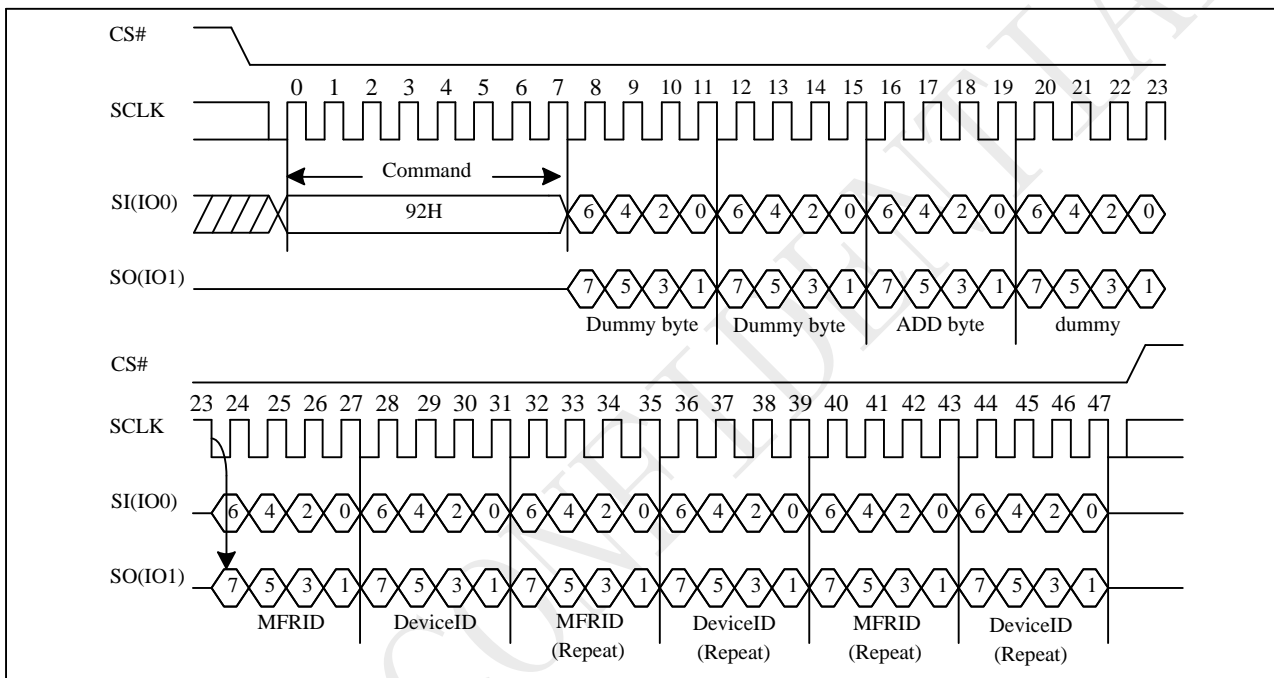 CS#
0 1 2 3 4 5 6 7 8 9 10 11 12 13 14 15 16 17 18 19 20 21 22 23
SCLK
Command
SI(IO0) 92H 6 4 2 0 6 4 2 0 6 4 2 0 6 4 2 0
SO(IO1) 7 5 3 1 7 5 3 1 7 5 3 1 7 5 3 1
Dummy byte Dummy byte ADD byte dummy
CS#
23 24 25 26 27 28 29 30 31 32 33 34 35 36 37 38 39 40 41 42 43 44 45 46 47
SCLK
SI(IO0) 6 4 2 0 6 4 2 0 6 4 2 0 6 4 2 0 6 4 2 0 6 4 2 0
SO(IO1) 7 5 3 1 7 5 3 1 7 5 3 1 7 5 3 1 7 5 3 1 7 5 3 1
MFRID DeviceID MFRID DeviceID MFRID DeviceID
(Repeat) (Repeat) (Repeat) (Repeat)
CONFIDENTIA